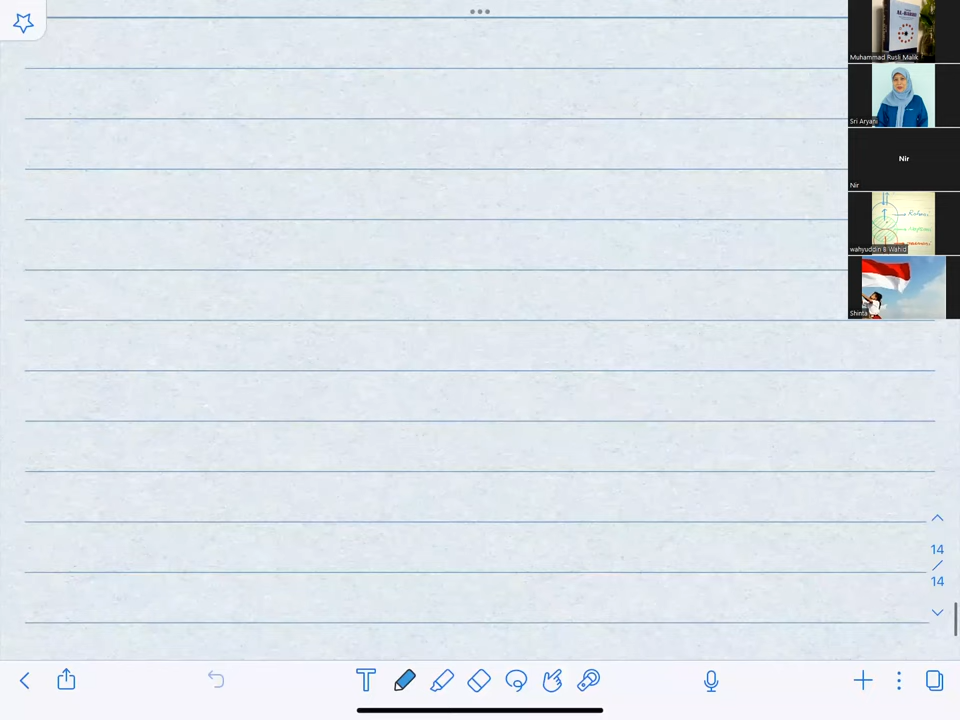 Muhammad Rusli Malik
Sri Aryani
Nir
Nir
wahyuddin B Wahid
Shinta
14
14